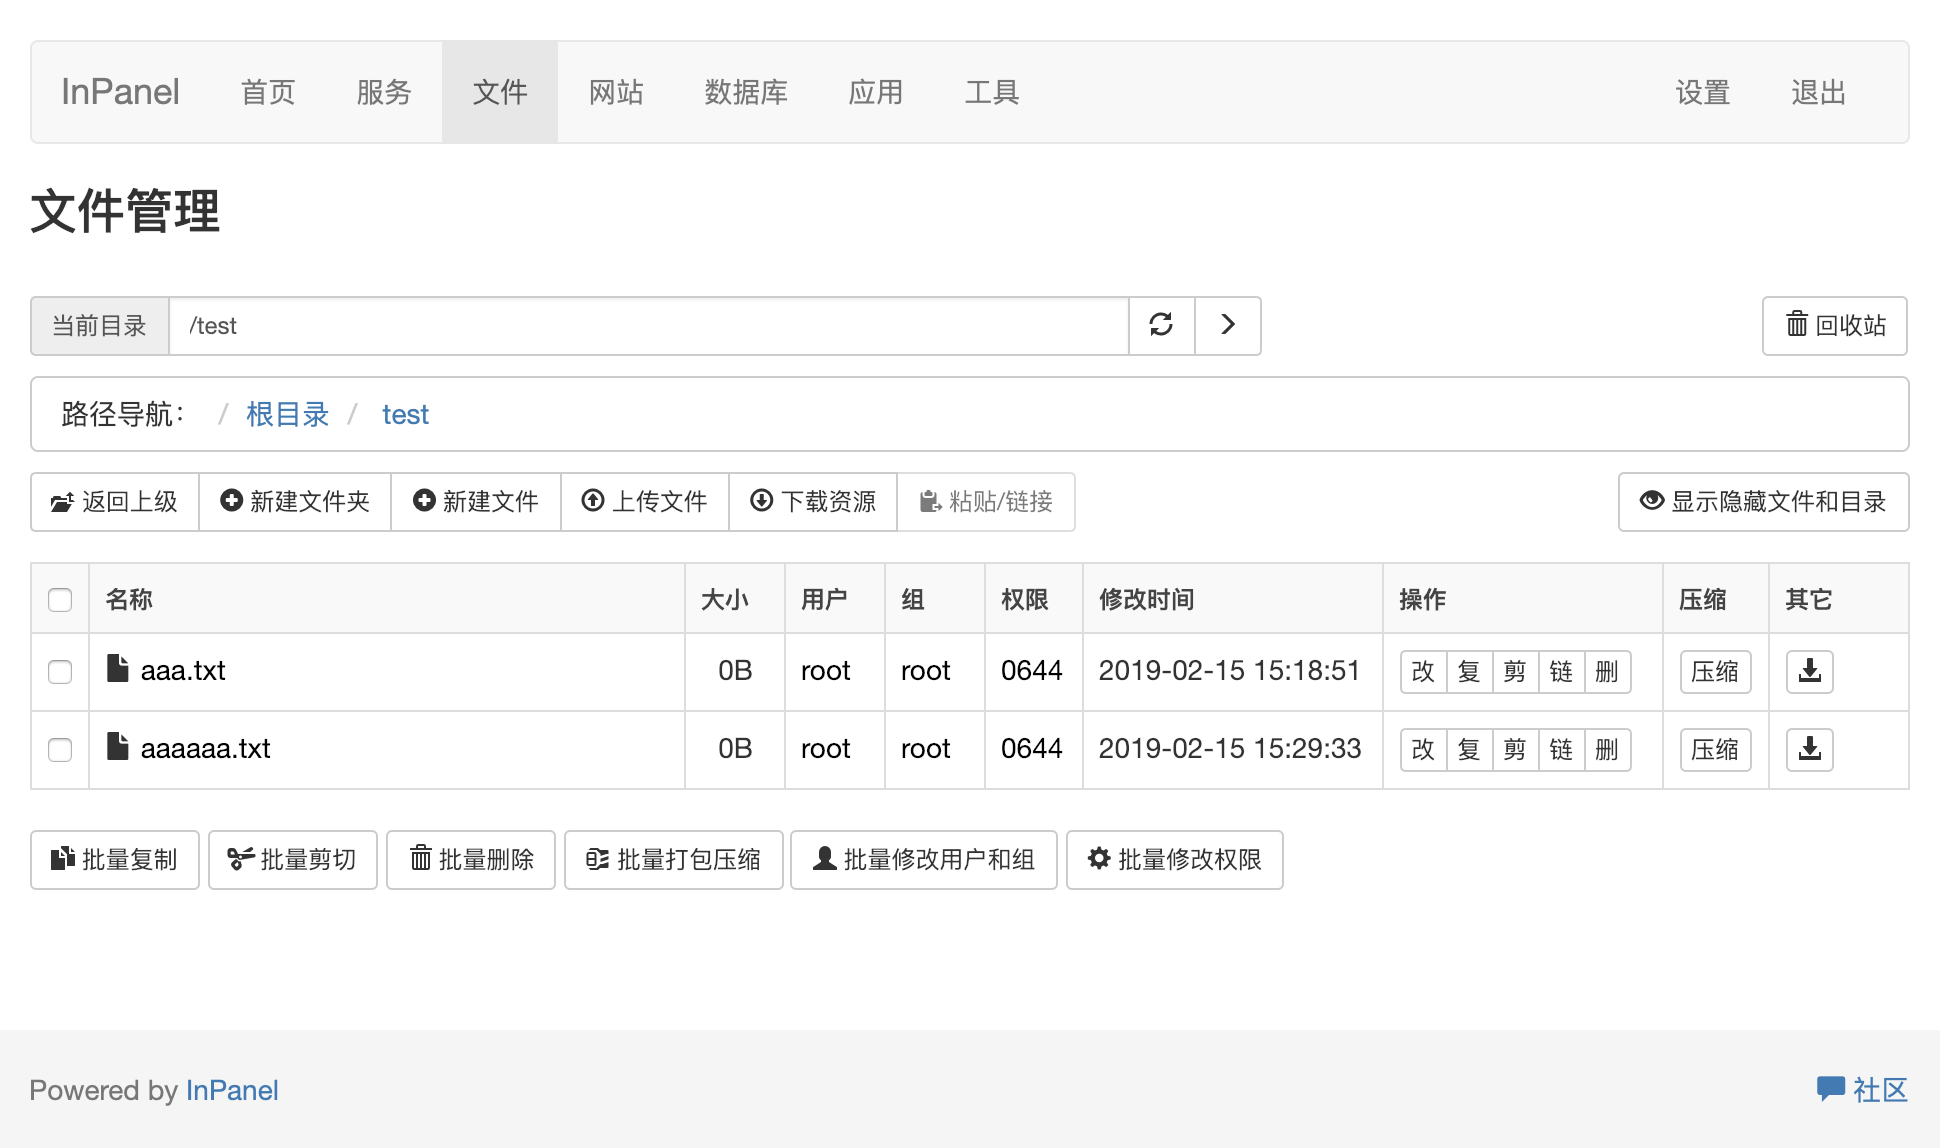 InPanel 首页 服务 文件 网站 数据库 应用 工具 设置 退出
文件管理
当前目录 /test 回收站
路径导航： / 根目录 / test
返回上级 新建文件夹 新建文件 上传文件 下载资源 粘贴/链接 显示隐藏文件和目录
名称 大小 用户 组 权限 修改时间 操作 压缩 其它
aaa.txt 0B root root 0644 2019-02-15 15:18:51 改 复 剪 链 删 压缩
aaaaaa.txt 0B root root 0644 2019-02-15 15:29:33 改 复 剪 链 删 压缩
批量复制 批量剪切 批量删除 批量打包压缩 批量修改用户和组 批量修改权限
Powered by InPanel 社区